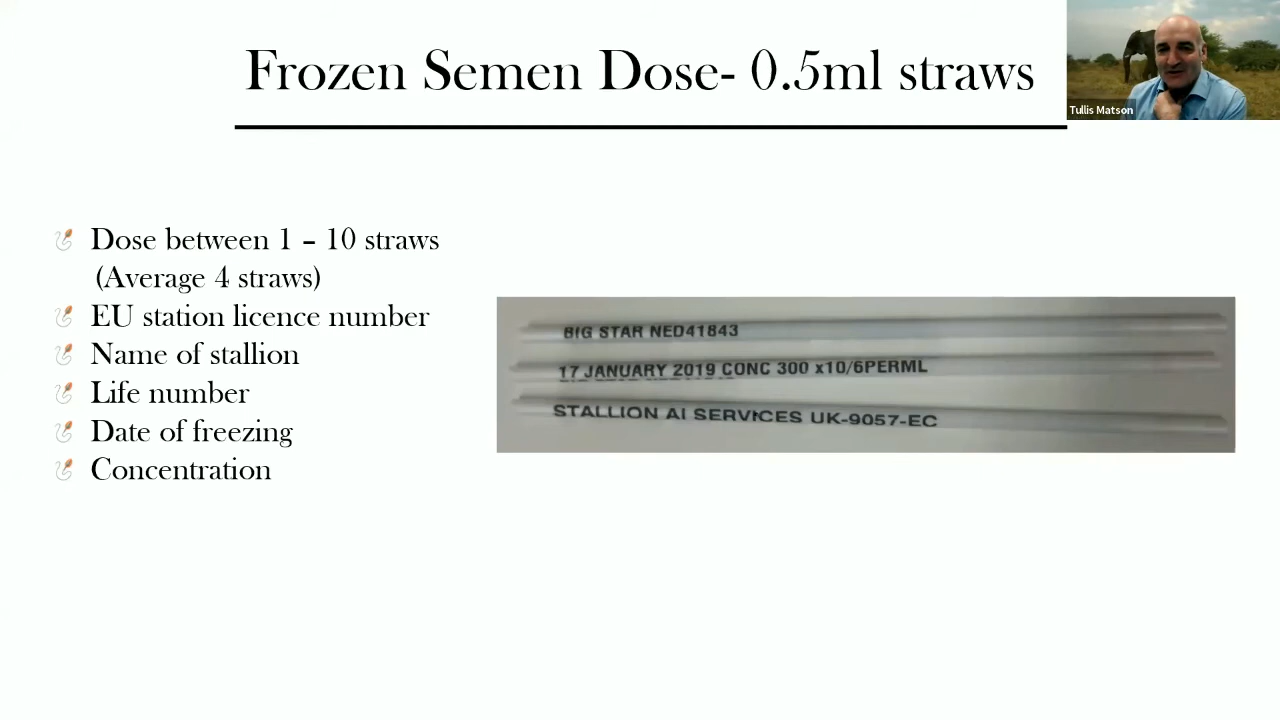 Frozen Semen Dose- 0.5ml straws
Tullis Matson
Dose between 1 – 10 straws
(Average 4 straws)
EU station licence number
Name of stallion
Life number
Date of freezing
Concentration
BIG STAR NED41843
17 JANUARY 2019 CONC 300 x10/6PERML
STALLION AI SERVICES UK-9057-EC